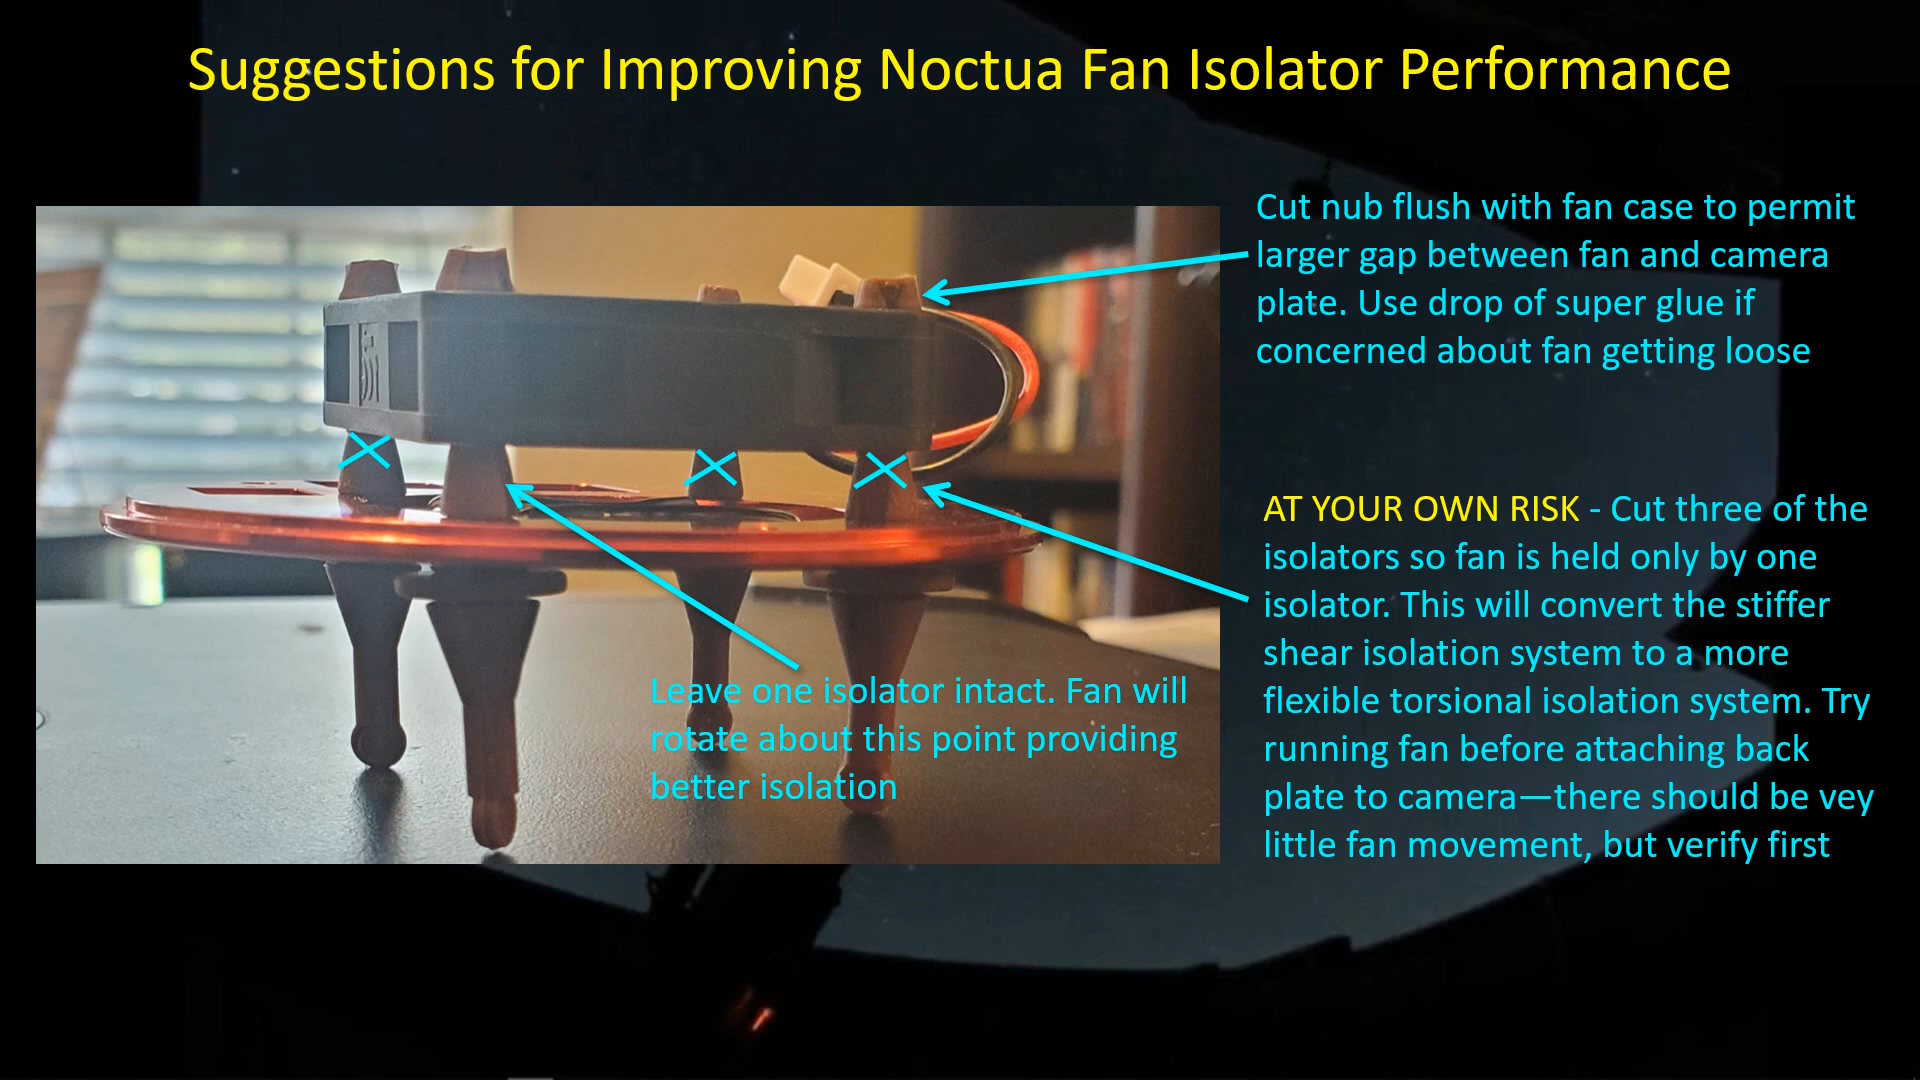 Suggestions for Improving Noctua Fan Isolator Performance
Cut nub flush with fan case to permit
larger gap between fan and camera
plate. Use drop of super glue if
concerned about fan getting loose
AT YOUR OWN RISK - Cut three of the
isolators so fan is held only by one
isolator. This will convert the stiffer
shear isolation system to a more
flexible torsional isolation system. Try
running fan before attaching back
plate to camera—there should be vey
little fan movement, but verify first
Leave one isolator intact. Fan will
rotate about this point providing
better isolation